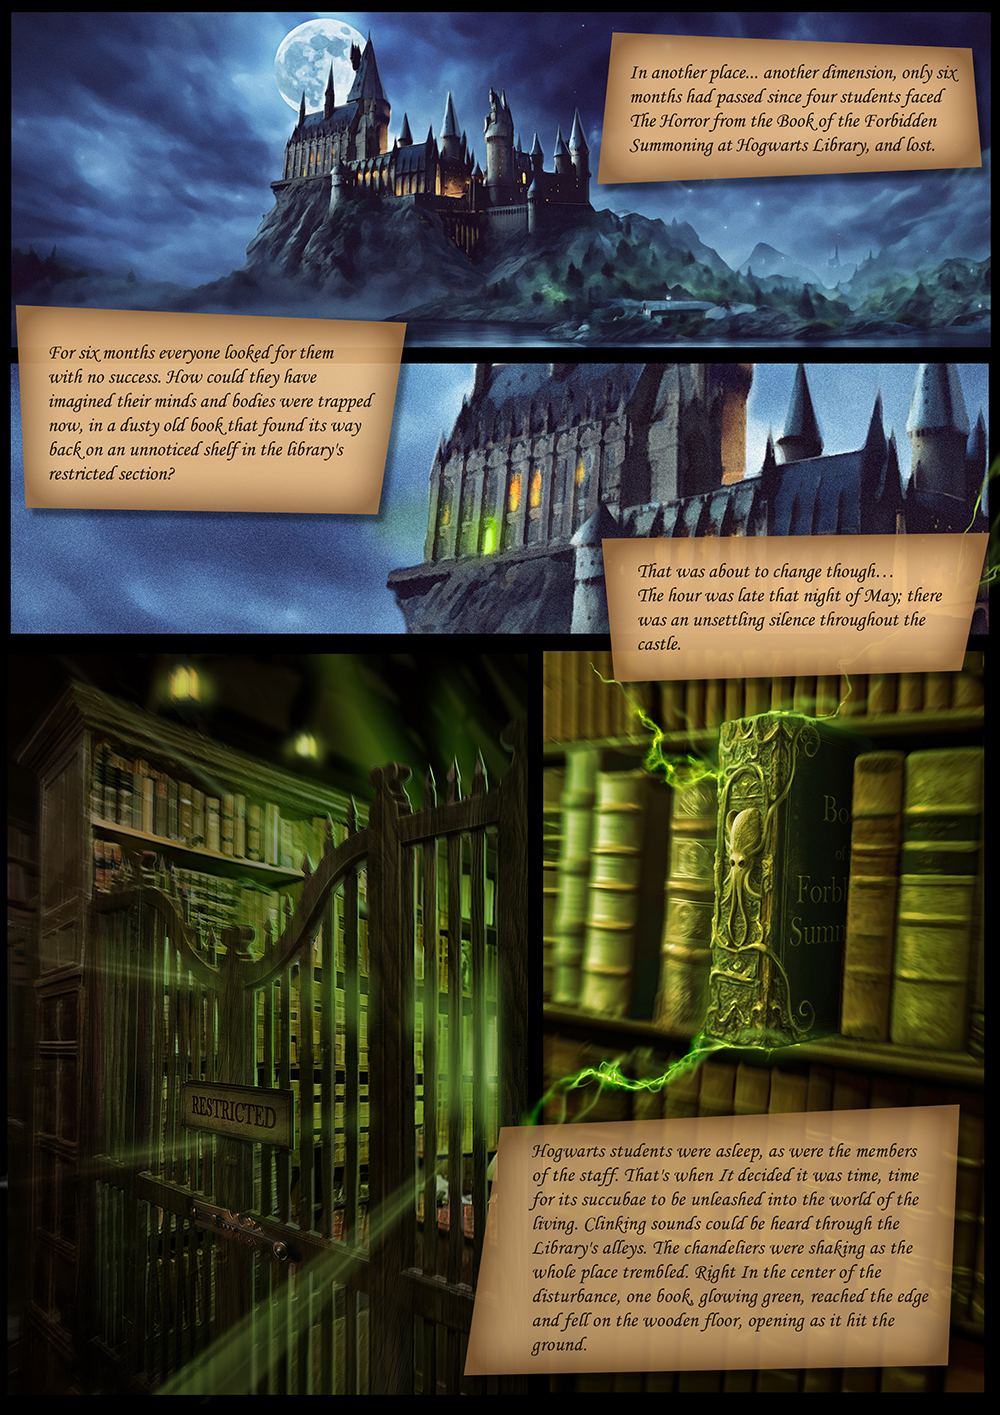 In another place... another dimension, only six
months had passed since four students faced
The Horror from the Book of the Forbidden
Summoning at Hogwarts Library, and lost.
For six months everyone looked for them
with no success. How could they have
imagined their minds and bodies were trapped
now, in a dusty old book that found its way
back on an unnoticed shelf in the library's
restricted section?
That was about to change though...
The hour was late that night of May; there
was an unsettling silence throughout the
castle.
RESTRICTED
Bo
of
Forb
Summ
Hogwarts students were asleep, as were the members
of the staff. That's when It decided it was time, time
for its succubae to be unleashed into the world of the
living. Clinking sounds could be heard through the
Library's alleys. The chandeliers were shaking as the
whole place trembled. Right In the center of the
disturbance, one book, glowing green, reached the edge
and fell on the wooden floor, opening as it hit the
ground.